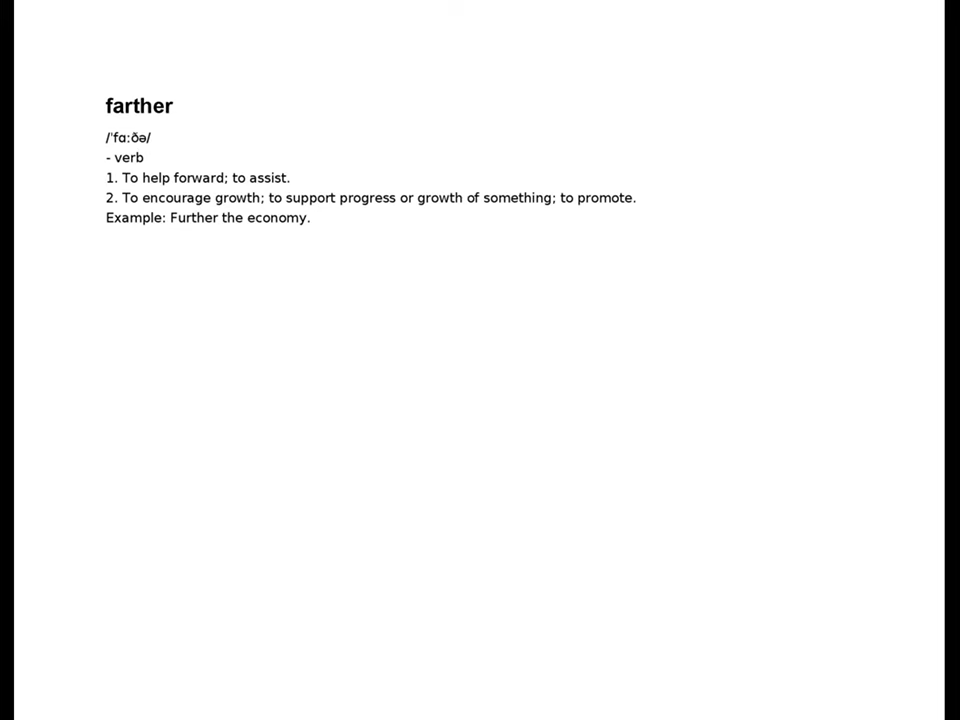 farther
/ˈfɑːðə/
- verb
1. To help forward; to assist.
2. To encourage growth; to support progress or growth of something; to promote.
Example: Further the economy.